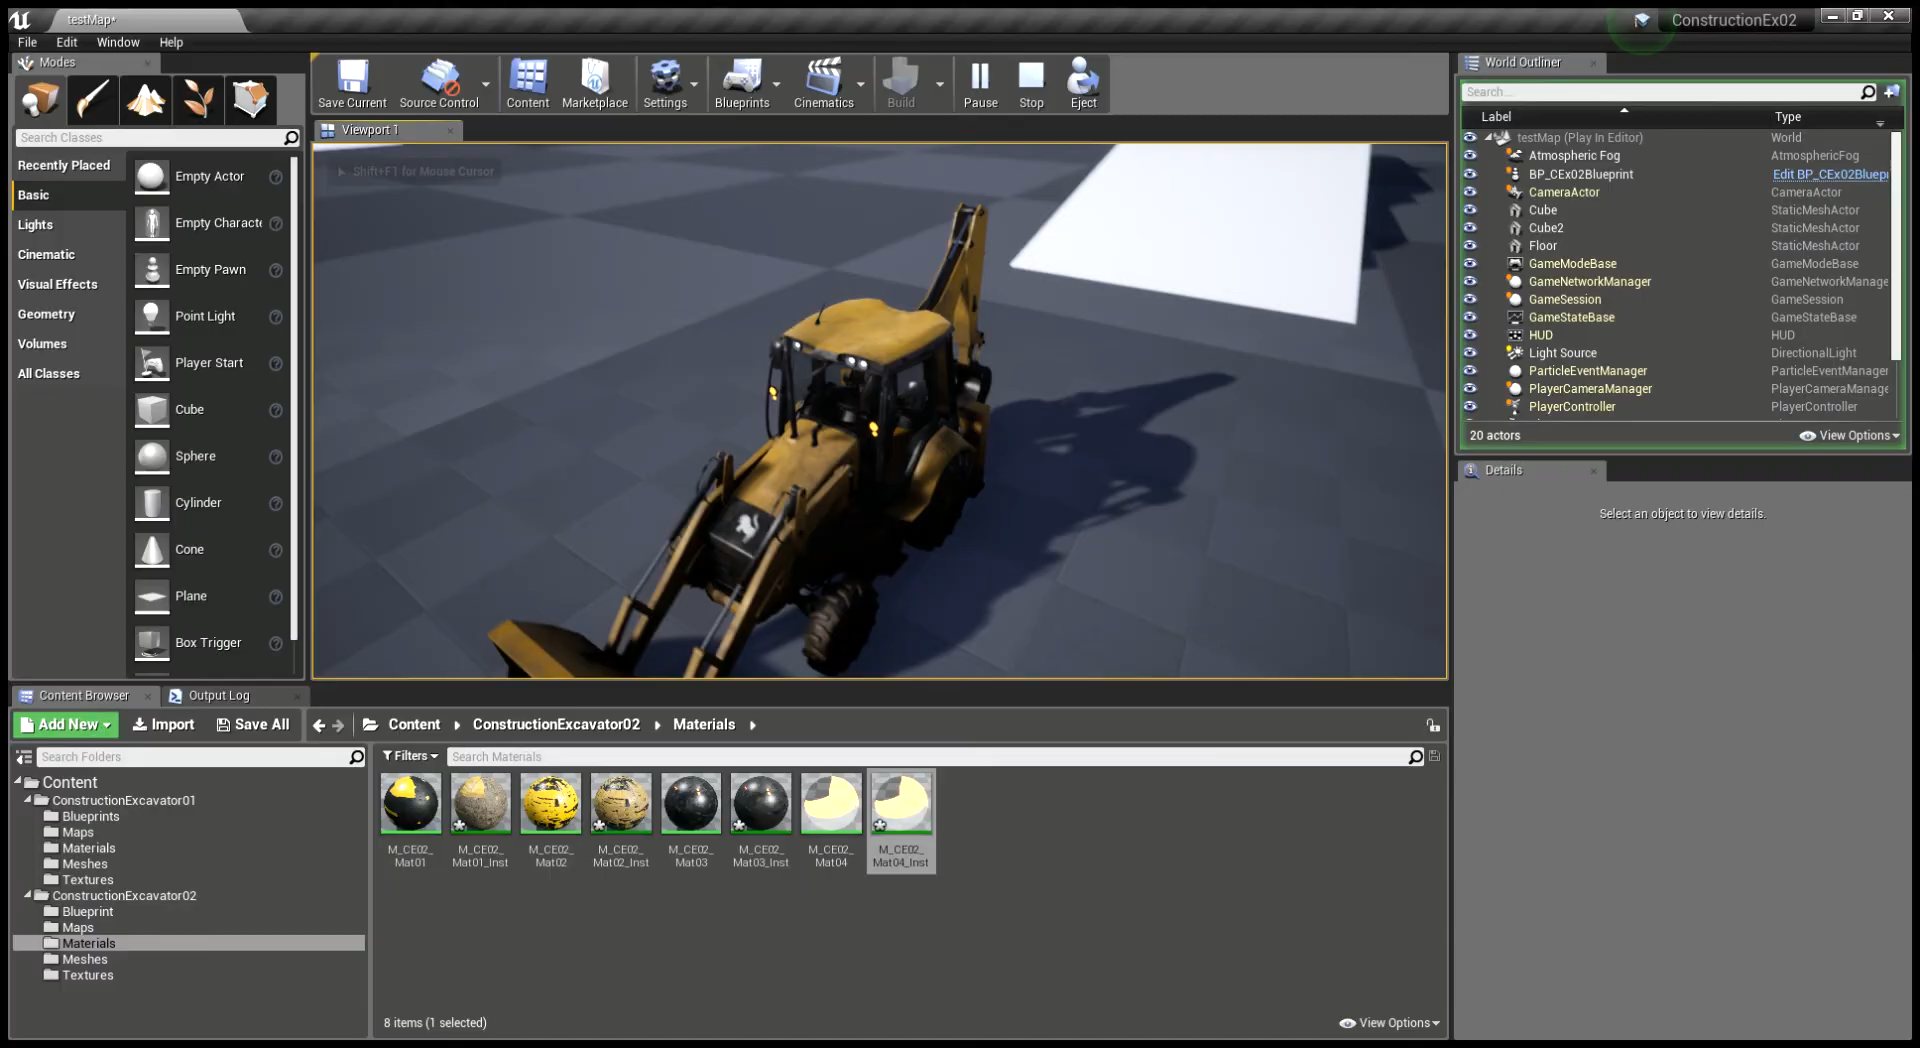 testMap*
ConstructionEx02
File Edit Window Help
Modes
Search Classes
Recently Placed
Basic
Lights
Cinematic
Visual Effects
Geometry
Volumes
All Classes
Empty Actor
Empty Characte
Empty Pawn
Point Light
Player Start
Cube
Sphere
Cylinder
Cone
Plane
Box Trigger
Save Current Source Control Content Marketplace Settings Blueprints Cinematics Build Pause Stop Eject
Viewport 1
Shift+F1 for Mouse Cursor
World Outliner
Search...
Label Type
testMap (Play In Editor) World
Atmospheric Fog AtmosphericFog
BP_CEx02Blueprint Edit BP_CEx02Bluepr
CameraActor CameraActor
Cube StaticMeshActor
Cube2 StaticMeshActor
Floor StaticMeshActor
GameModeBase GameModeBase
GameNetworkManager GameNetworkManage
GameSession GameSession
GameStateBase GameStateBase
HUD HUD
Light Source DirectionalLight
ParticleEventManager ParticleEventManager
PlayerCameraManager PlayerCameraManage
PlayerController PlayerController
20 actors View Options
Details
Select an object to view details.
Content Browser Output Log
Add New Import Save All Content ConstructionExcavator02 Materials
Search Folders
Filters Search Materials
Content
ConstructionExcavator01
Blueprints
Maps
Materials
Meshes
Textures
ConstructionExcavator02
Blueprint
Maps
Materials
Meshes
Textures
M_CE02_ M_CE02_ M_CE02_ M_CE02_ M_CE02_ M_CE02_ M_CE02_ M_CE02_
Mat01 Mat01_Inst Mat02 Mat02_Inst Mat03 Mat03_Inst Mat04 Mat04_Inst
8 items (1 selected) View Options